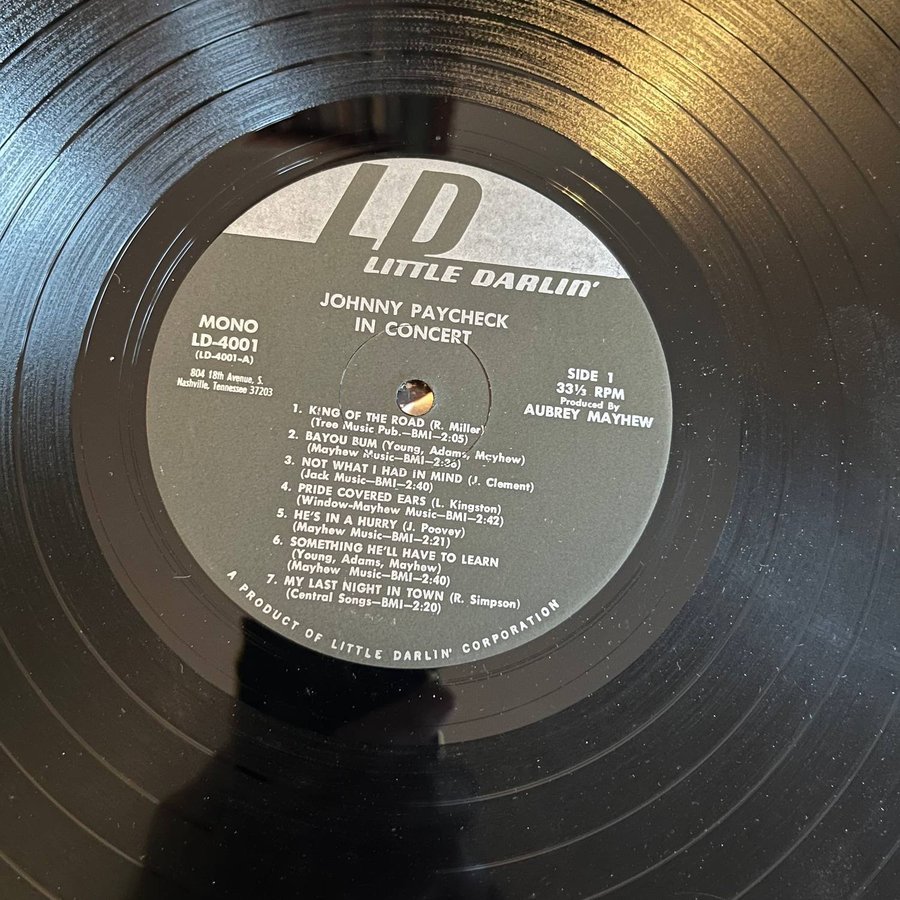 LD
LITTLE DARLIN'
JOHNNY PAYCHECK
IN CONCERT
MONO
LD-4001
(LD-4001-A)
804 18th Avenue, S.
Nashville, Tennessee 37203
SIDE 1
33⅓ RPM
Produced By
AUBREY MAYHEW
1. KING OF THE ROAD (R. Miller)
(Tree Music Pub.—BMI—2:05)
2. BAYOU BUM (Young, Adams, Mayhew)
(Mayhew Music—BMI—2:36)
3. NOT WHAT I HAD IN MIND (J. Clement)
(Jack Music—BMI—2:40)
4. PRIDE COVERED EARS (L. Kingston)
(Window-Mayhew Music—BMI—2:42)
5. HE'S IN A HURRY (J. Poovey)
(Mayhew Music—BMI—2:21)
6. SOMETHING HE'LL HAVE TO LEARN
(Young, Adams, Mayhew)
(Mayhew Music—BMI—2:40)
7. MY LAST NIGHT IN TOWN (R. Simpson)
(Central Songs—BMI—2:20)
A PRODUCT OF LITTLE DARLIN' CORPORATION